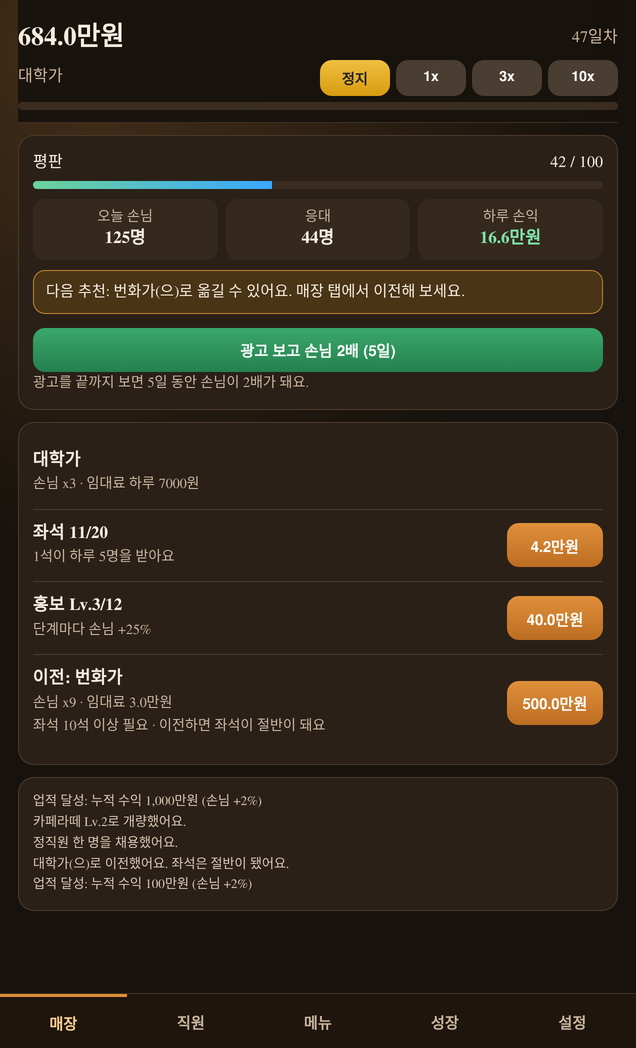 684.0만원
47일차
대학가
정지
1x
3x
10x
평판
42 / 100
오늘 손님
125명
응대
44명
하루 손익
16.6만원
다음 추천: 번화가(으)로 옮길 수 있어요. 매장 탭에서 이전해 보세요.
광고 보고 손님 2배 (5일)
광고를 끝까지 보면 5일 동안 손님이 2배가 돼요.
대학가
손님 x3 · 임대료 하루 7000원
좌석 11/20
1석이 하루 5명을 받아요
4.2만원
홍보 Lv.3/12
단계마다 손님 +25%
40.0만원
이전: 번화가
손님 x9 · 임대료 3.0만원
좌석 10석 이상 필요 · 이전하면 좌석이 절반이 돼요
500.0만원
업적 달성: 누적 수익 1,000만원 (손님 +2%)
카페라떼 Lv.2로 개량했어요.
정직원 한 명을 채용했어요.
대학가(으)로 이전했어요. 좌석은 절반이 됐어요.
업적 달성: 누적 수익 100만원 (손님 +2%)
매장
직원
메뉴
성장
설정